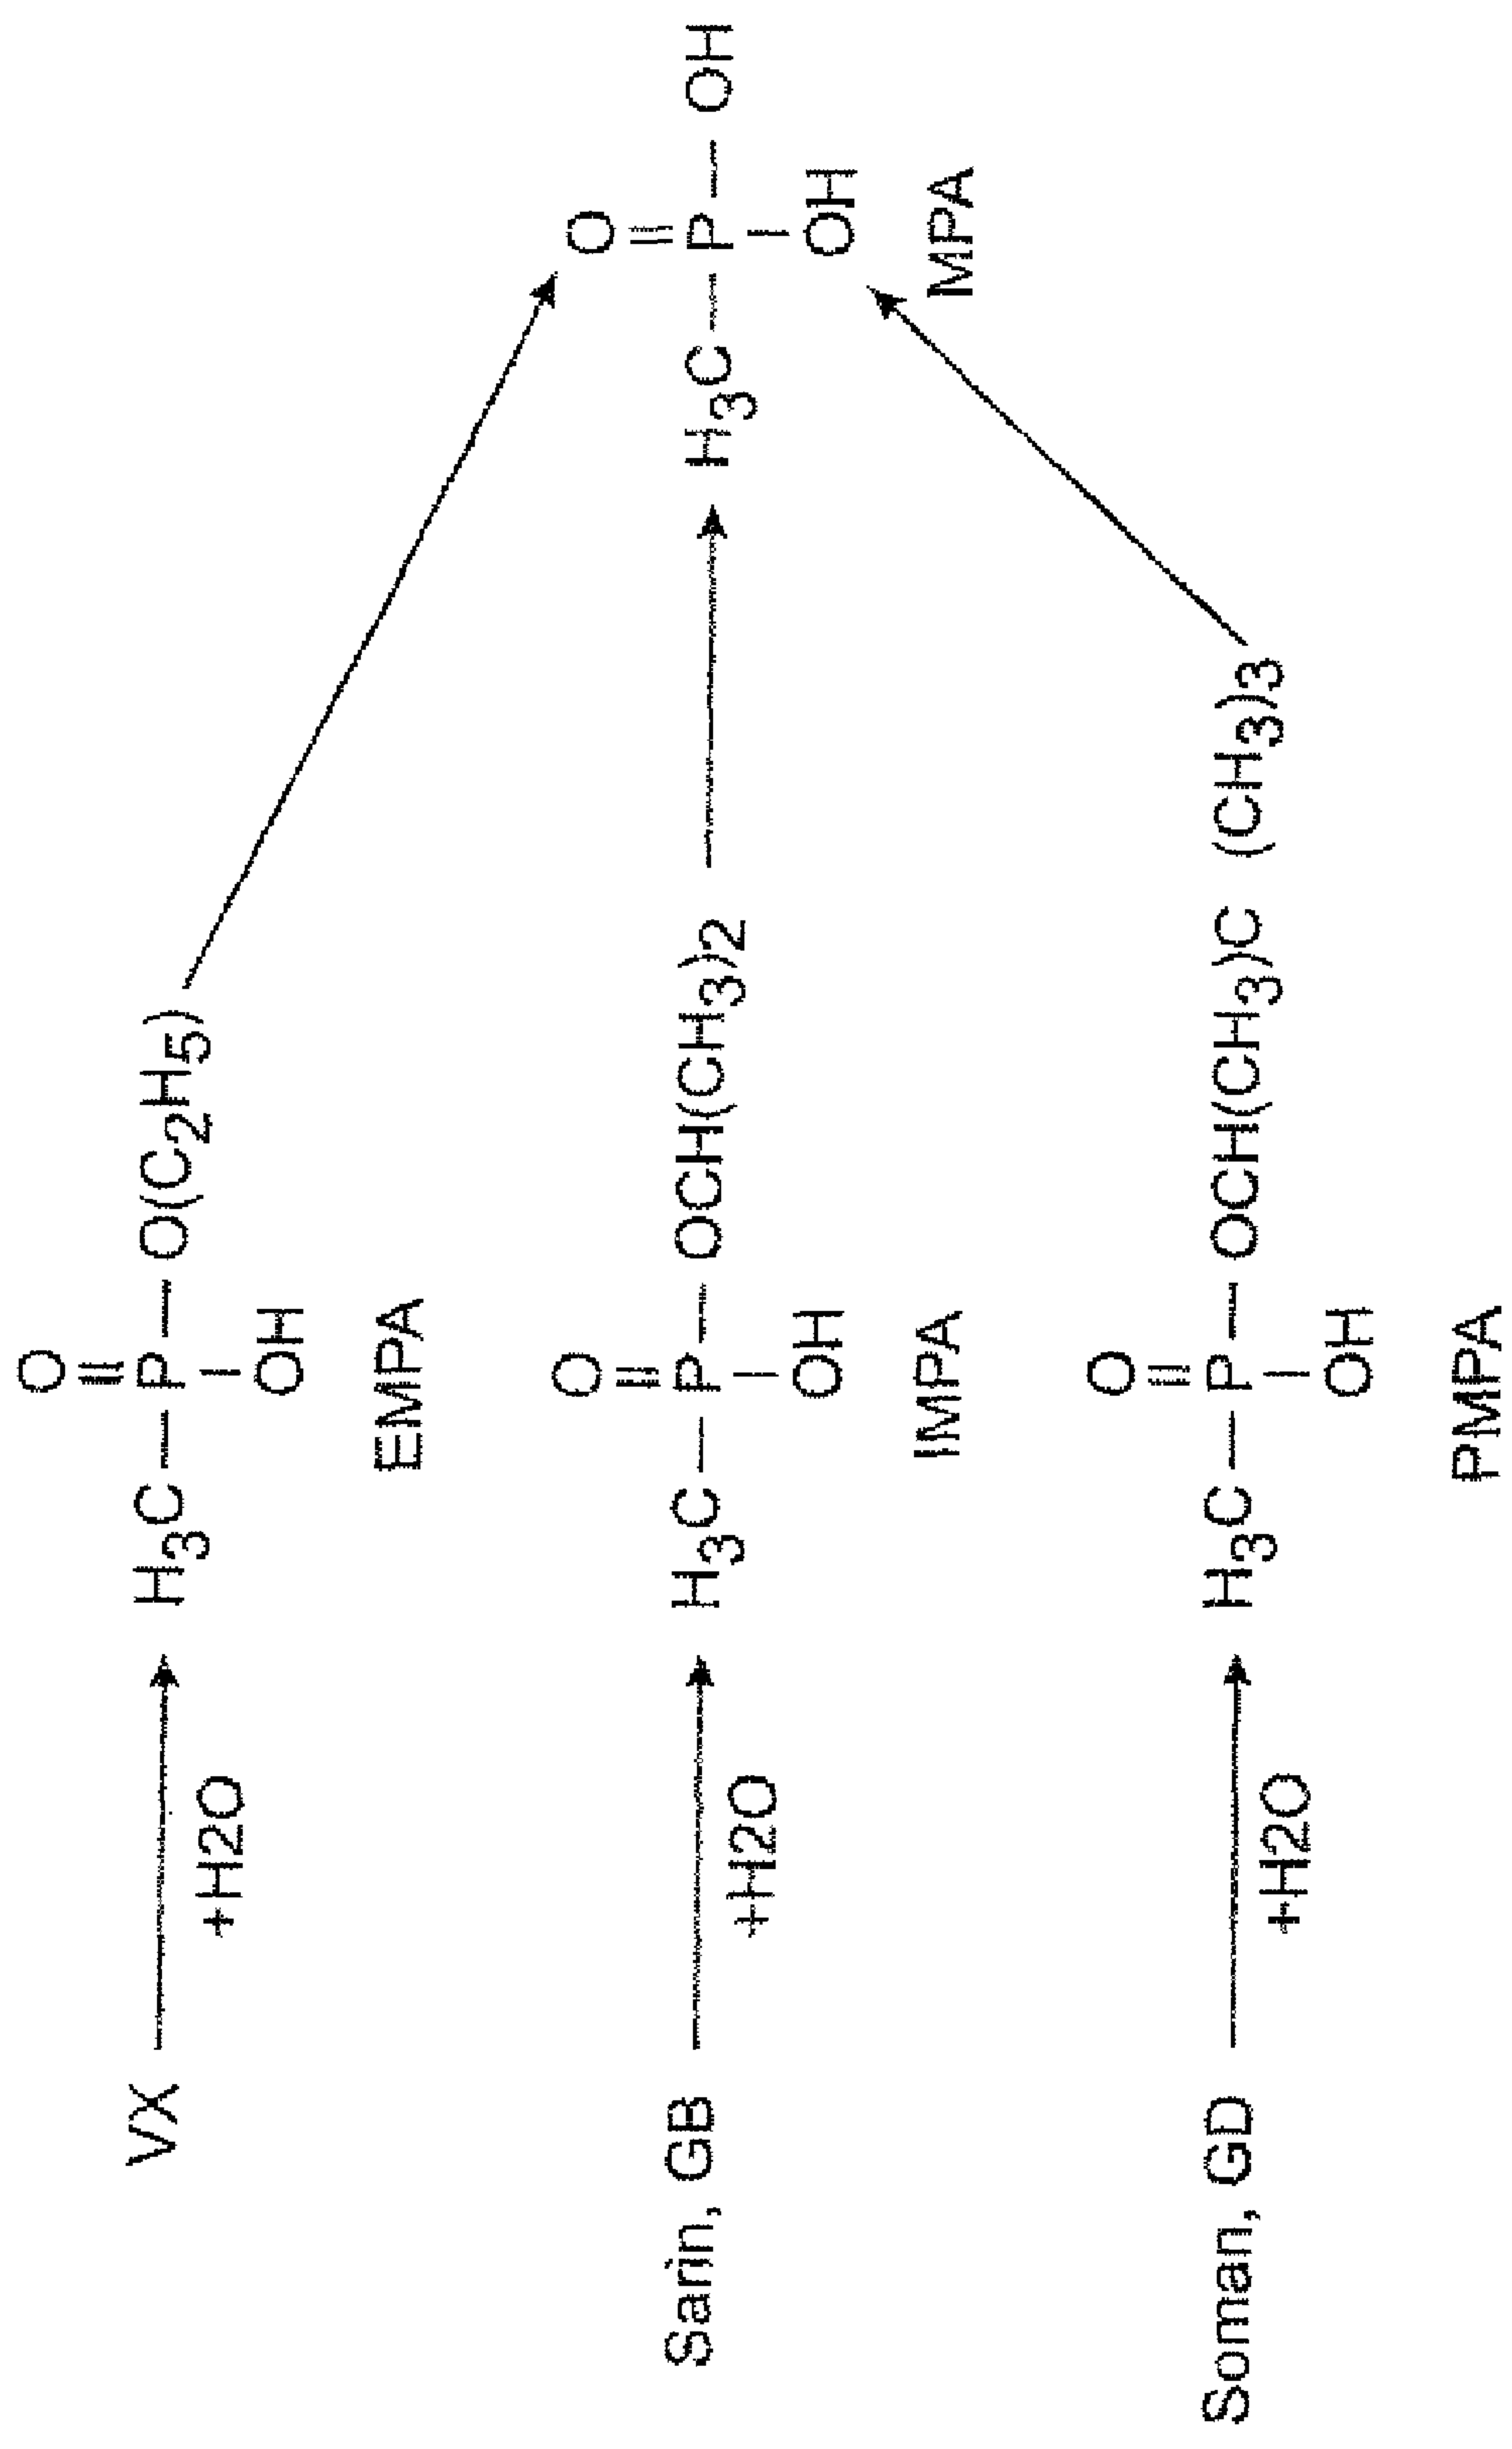 O
||
VX +H2O H3C — P — O(C2H5)
|
OH
EMPA
O
||
Sarin, GB +H2O H3C — P — OCH(CH3)2
|
OH
IMPA
O
||
H3C — P — OH
|
OH
MPA
O
||
Soman, GD +H2O H3C — P — OCH(CH3)C (CH3)3
|
OH
PMPA